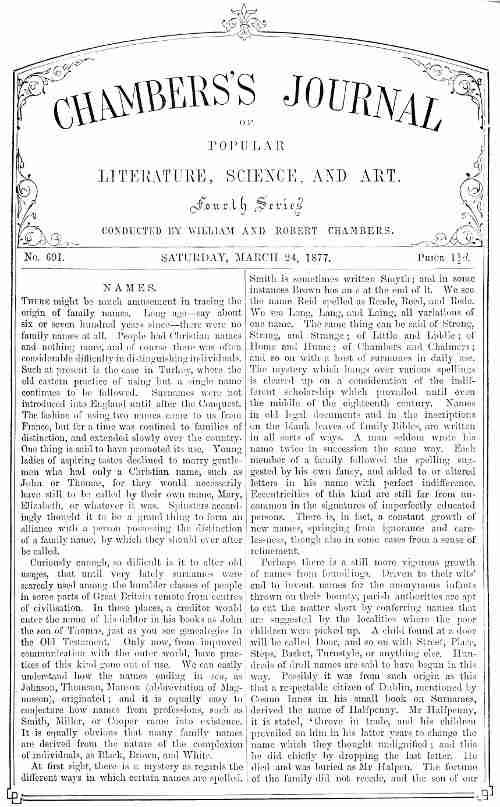 CHAMBERS'S JOURNAL
OF
POPULAR
LITERATURE, SCIENCE, AND ART.
Fourth Series
CONDUCTED BY WILLIAM AND ROBERT CHAMBERS.
No. 691. SATURDAY, MARCH 24, 1877. PRICE 1½d.
NAMES.
THERE might be much amusement in tracing the
origin of family names. Long ago—say about
six or seven hundred years since—there were no
family names at all. People had Christian names
and nothing more, and of course there was often
considerable difficulty in distinguishing individuals.
Such at present is the case in Turkey, where the
old eastern practice of using but a single name
continues to be followed. Surnames were not
introduced into England until after the Conquest.
The fashion of using two names came to us from
France, but for a time was confined to families of
distinction, and extended slowly over the country.
One thing is said to have promoted its use. Young
ladies of aspiring tastes declined to marry gentle-
men who had only a Christian name, such as
John or Thomas, for they would necessarily
have still to be called by their own name, Mary,
Elizabeth, or whatever it was. Spinsters accord-
ingly thought it to be a grand thing to form an
alliance with a person possessing the distinction
of a family name, by which they should ever after
be called.
Curiously enough, so difficult is it to alter old
usages, that until very lately surnames were
scarcely used among the humbler classes of people
in some parts of Great Britain remote from centres
of civilisation. In these places, a creditor would
enter the name of his debtor in his books as John
the son of Thomas, just as you see genealogies in
the Old Testament. Only now, from improved
communication with the outer world, have prac-
tices of this kind gone out of use. We can easily
understand how the names ending in son, as
Johnson, Thomson, Manson (abbreviation of Mag-
nusson), originated; and it is equally easy to
conjecture how names from professions, such as
Smith, Miller, or Cooper came into existence.
It is equally obvious that many family names
are derived from the nature of the complexion
of individuals, as Black, Brown, and White.
At first sight, there is a mystery as regards the
different ways in which certain names are spelled.
Smith is sometimes written Smyth; and in some
instances Brown has an e at the end of it. We see
the name Reid spelled as Reade, Reed, and Rede.
We see Long, Lang, and Laing, all variations of
one name. The same thing can be said of Strong,
Strang, and Strange; of Little and Liddle; of
Home and Hume; of Chambers and Chalmers;
and so on with a host of surnames in daily use.
The mystery which hangs over various spellings
is cleared up on a consideration of the indif-
ferent scholarship which prevailed until even
the middle of the eighteenth century. Names
in old legal documents and in the inscriptions
on the blank leaves of family Bibles, are written
in all sorts of ways. A man seldom wrote his
name twice in succession the same way. Each
member of a family followed the spelling sug-
gested by his own fancy, and added to or altered
letters in his name with perfect indifference.
Eccentricities of this kind are still far from un-
common in the signatures of imperfectly educated
persons. There is, in fact, a constant growth of
new names, springing from ignorance and care-
lessness, though also in some cases from a sense of
refinement.
Perhaps there is a still more vigorous growth
of names from foundlings. Driven to their wits'
end to invent names for the anonymous infants
thrown on their bounty, parish authorities are apt
to cut the matter short by conferring names that
are suggested by the localities where the poor
children were picked up. A child found at a door
will be called Door, and so on with Street, Place,
Steps, Basket, Turnstyle, or anything else. Hun-
dreds of droll names are said to have begun in this
way. Possibly it was from such origin as this
that a respectable citizen of Dublin, mentioned by
Cosmo Innes in his small book on Surnames,
derived the name of Halfpenny. Mr Halfpenny,
it is stated, 'throve in trade, and his children
prevailed on him in his latter years to change the
name which they thought undignified; and this
he did chiefly by dropping the last letter. He
died and was buried as Mr Halpen. The fortune
of the family did not recede, and the son of our